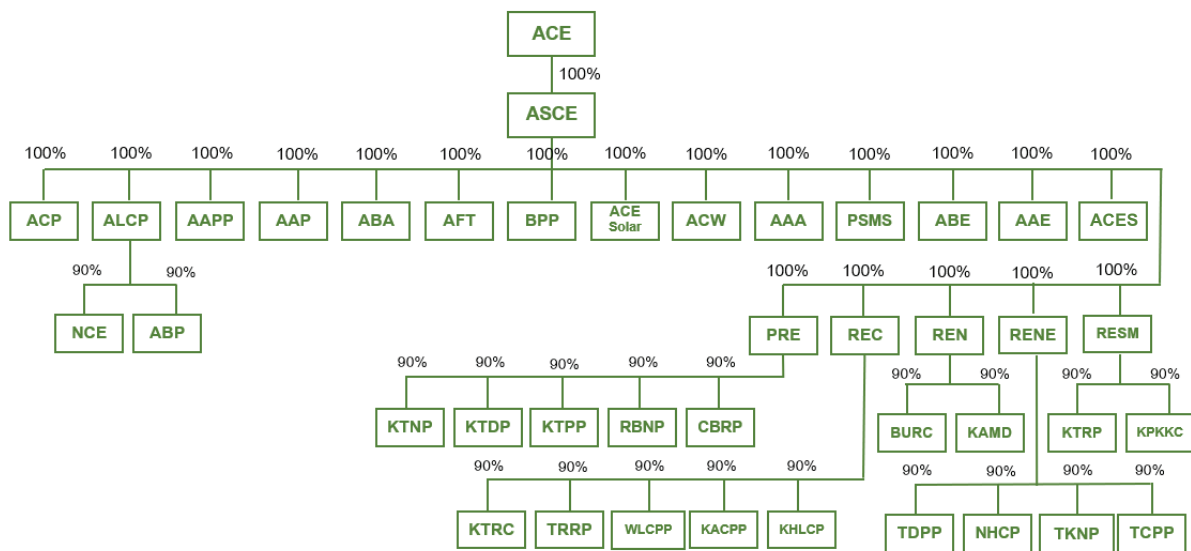 ACE
100%
ASCE
100% 100% 100% 100% 100% 100% 100% 100% 100% 100% 100% 100% 100% 100%
ACP ALCP AAPP AAP ABA AFT BPP ACE Solar ACW AAA PSMS ABE AAE ACES
90% 90%
NCE ABP
100% 100% 100% 100% 100%
PRE REC REN RENE RESM
90% 90% 90% 90% 90%
KTNP KTDP KTPP RBNP CBRP
90% 90% 90% 90%
BURC KAMD KTRP KPKKC
90% 90% 90% 90% 90%
KTRC TRRP WLCPP KACPP KHLCP
90% 90% 90% 90%
TDPP NHCP TKNP TCPP